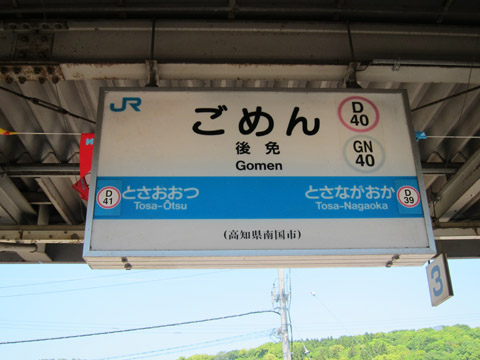 JR
ごめん
D
40
後免
GN
40
Gomen
D
41
とさおおつ
Tosa-Ōtsu
とさながおか
Tosa-Nagaoka
D
39
(高知県南国市)
3